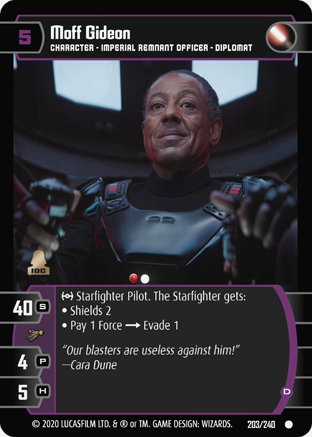 5 Moff Gideon
CHARACTER - IMPERIAL REMNANT OFFICER - DIPLOMAT
IDC
40 S Starfighter Pilot. The Starfighter gets:
• Shields 2
• Pay 1 Force → Evade 1
4 P “Our blasters are useless against him!”
—Cara Dune
5 H D
© 2020 LUCASFILM LTD. & ® or TM. GAME DESIGN: WIZARDS. 203/240